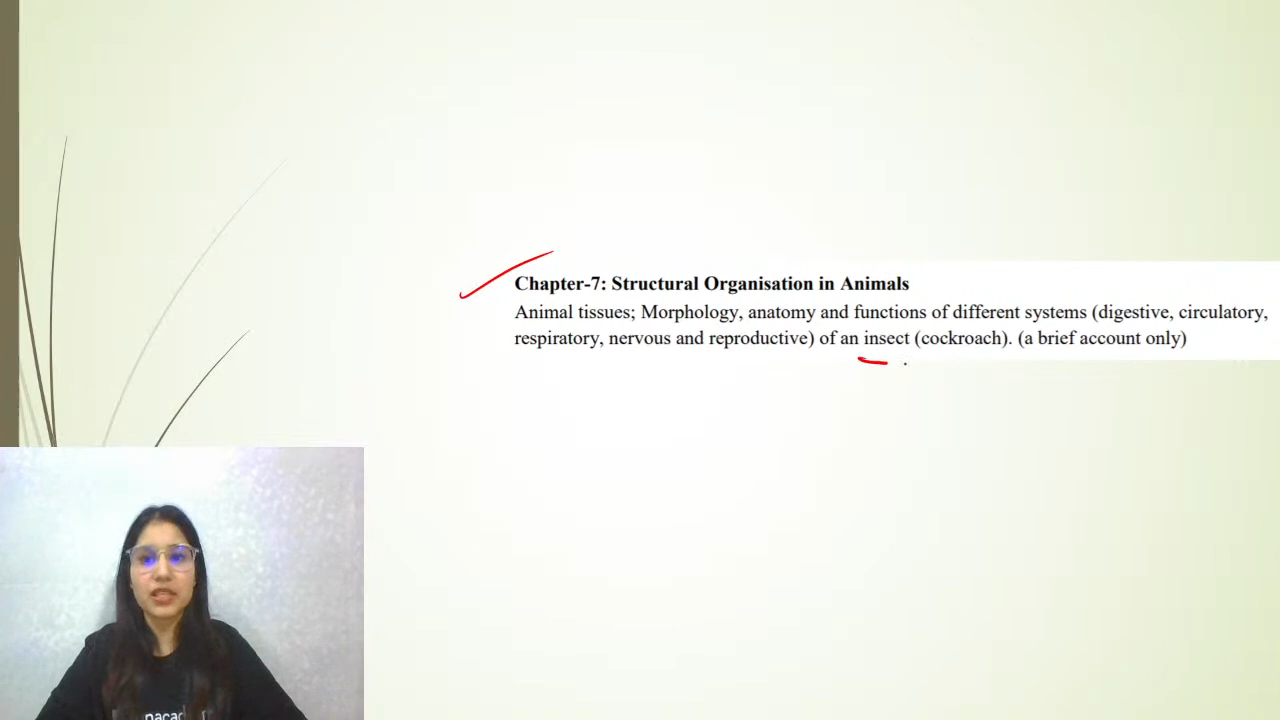 Chapter-7: Structural Organisation in Animals
Animal tissues; Morphology, anatomy and functions of different systems (digestive, circulatory,
respiratory, nervous and reproductive) of an insect (cockroach). (a brief account only)